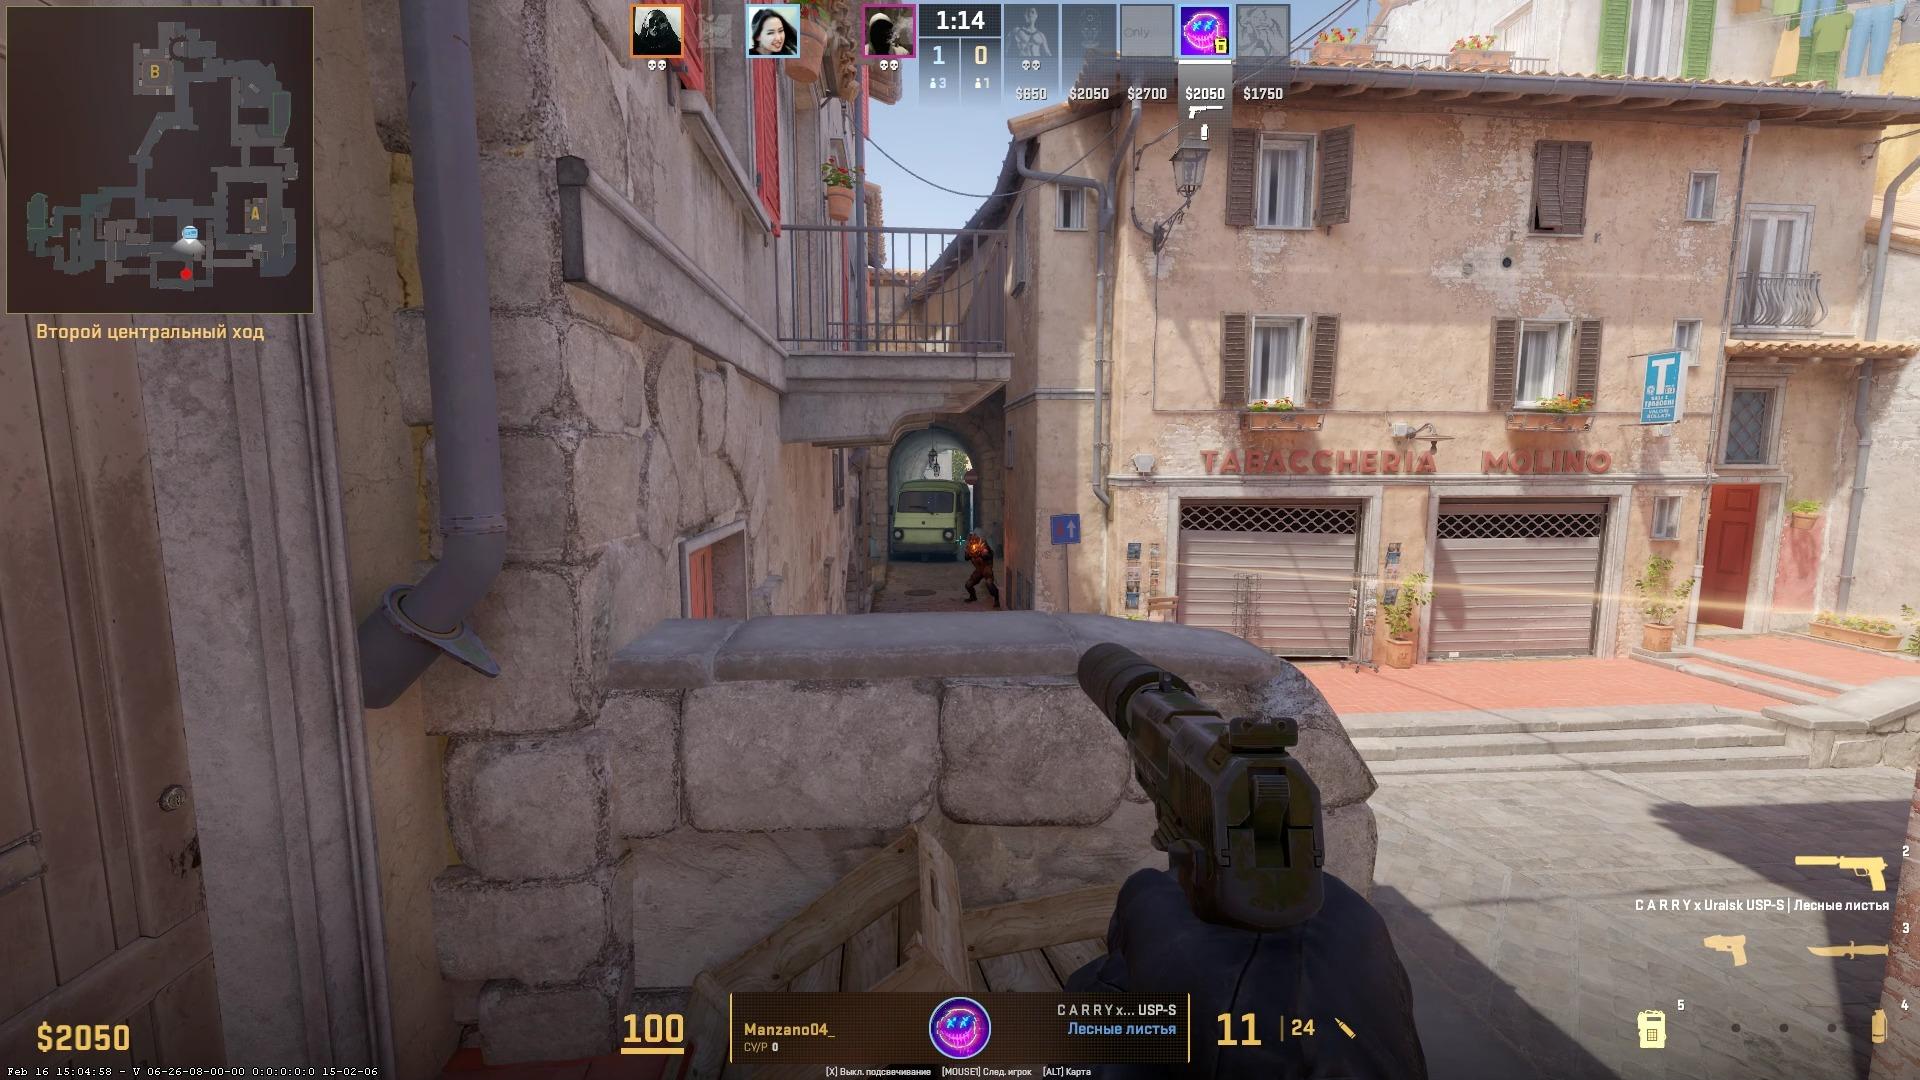 B
A
Второй центральный ход
1:14
1 0
3 1
only
$650 $2050 $2700 $2050 $1750
TABACCHERIA MOLINO
T
2
C A R R Y x Uralsk USP-S | Лесные листья
3
5
4
$2050
100
Manzano04_
СУ/Р 0
C A R R Y x... USP-S
Лесные листья
11 24
[X] Выкл. подсвечивание [MOUSE1] След. игрок [ALT] Карта
Feb 16 15:04:58 - V 06-26-08-00-00 0:0:0:0:0 15-02-06